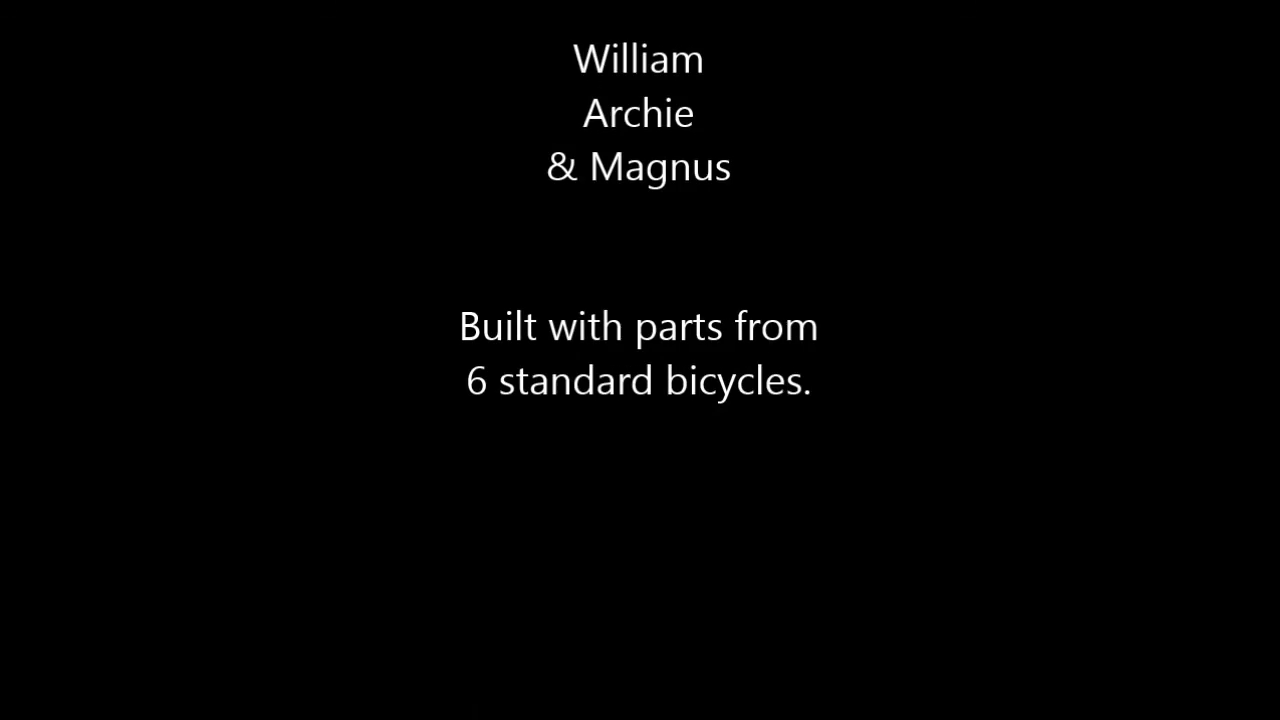 William
Archie
& Magnus
Built with parts from
6 standard bicycles.